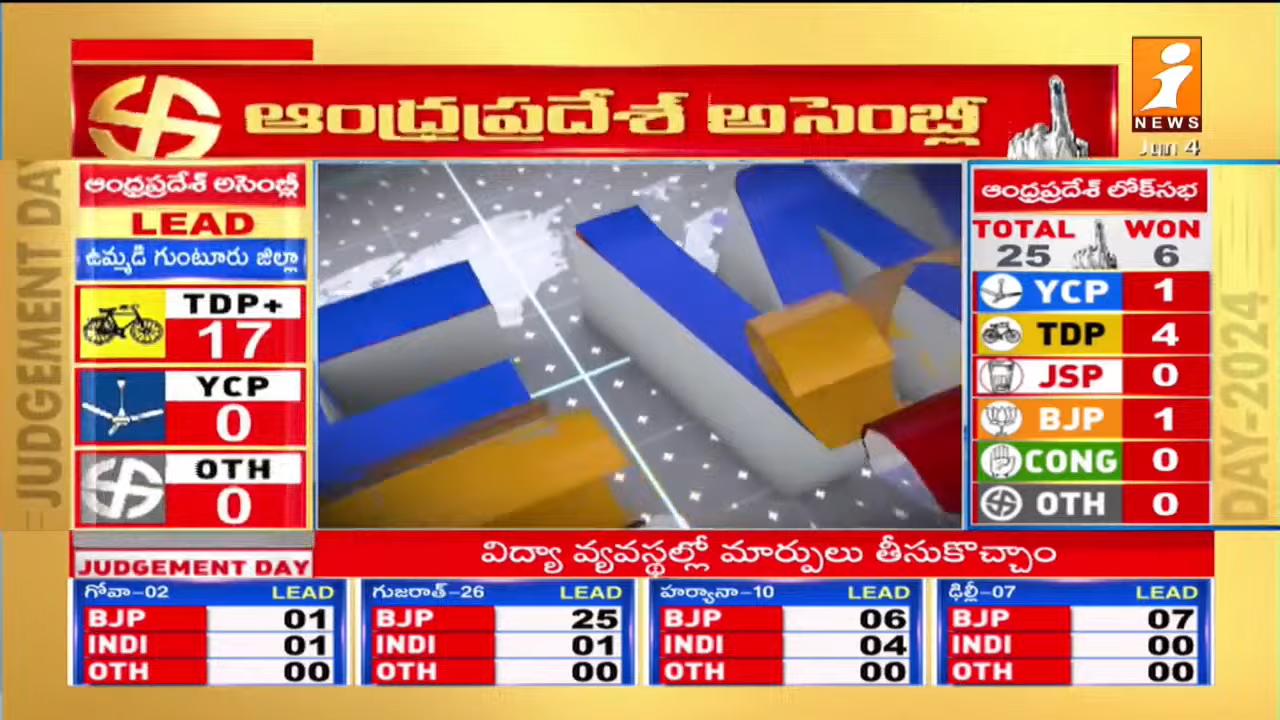 ఆంధ్రప్రదేశ్ అసెంబ్లీ
i
NEWS
Jun 4
JUDGEMENT DAY
ఆంధ్రప్రదేశ్ అసెంబ్లీ
LEAD
ఉమ్మడి గుంటూరు జిల్లా
TDP+
17
YCP
0
OTH
0
ఆంధ్రప్రదేశ్ లోక్‌సభ
TOTAL WON
25 6
YCP 1
TDP 4
JSP 0
BJP 1
CONG 0
OTH 0
DAY-2024
JUDGEMENT DAY
విద్యా వ్యవస్థల్లో మార్పులు తీసుకొచ్చాం
గోవా-02 LEAD
BJP 01
INDI 01
OTH 00
గుజరాత్-26 LEAD
BJP 25
INDI 01
OTH 00
హర్యానా-10 LEAD
BJP 06
INDI 04
OTH 00
ఢిల్లీ-07 LEAD
BJP 07
INDI 00
OTH 00